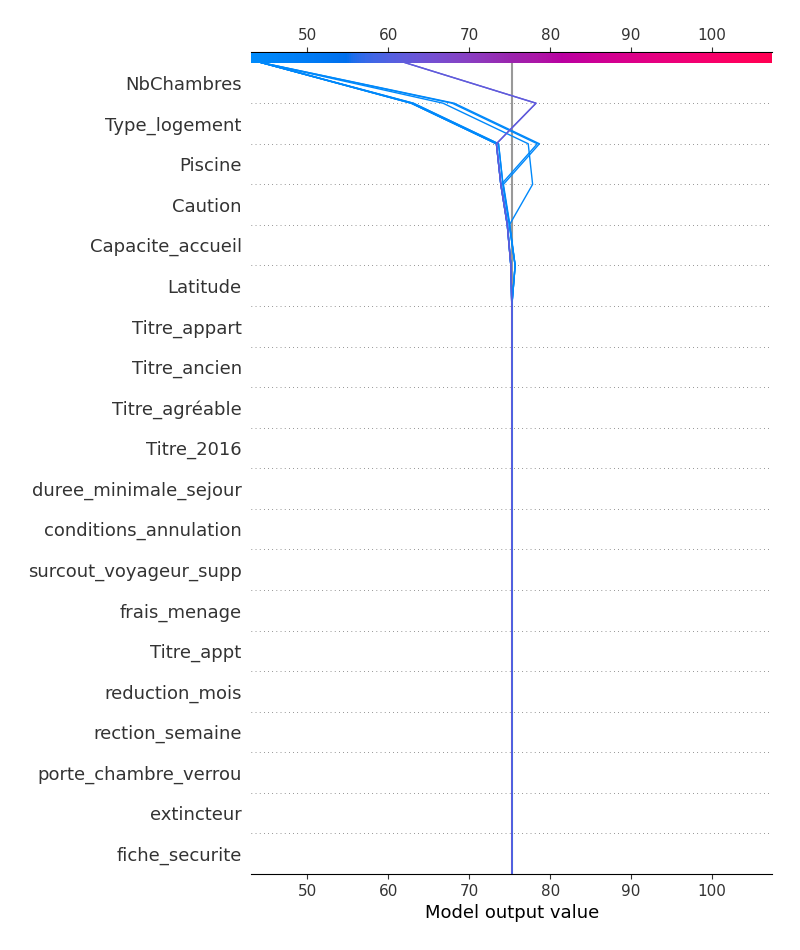 50 60 70 80 90 100
NbChambres
Type_logement
Piscine
Caution
Capacite_accueil
Latitude
Titre_appart
Titre_ancien
Titre_agréable
Titre_2016
duree_minimale_sejour
conditions_annulation
surcout_voyageur_supp
frais_menage
Titre_appt
reduction_mois
rection_semaine
porte_chambre_verrou
extincteur
fiche_securite
50 60 70 80 90 100
Model output value